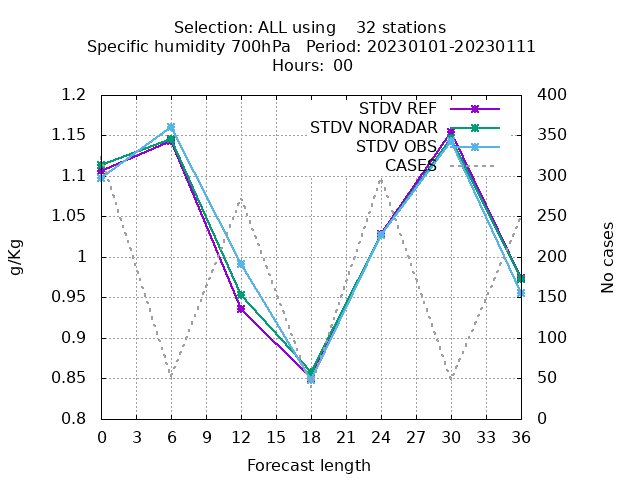 Selection: ALL using    32 stations
Specific humidity 700hPa   Period: 20230101-20230111
Hours:  00
STDV REF
STDV NORADAR
STDV OBS
CASES
g/Kg
1.2
1.15
1.1
1.05
1
0.95
0.9
0.85
0.8
400
350
300
250
200
150
100
50
0
No cases
0 3 6 9 12 15 18 21 24 27 30 33 36
Forecast length